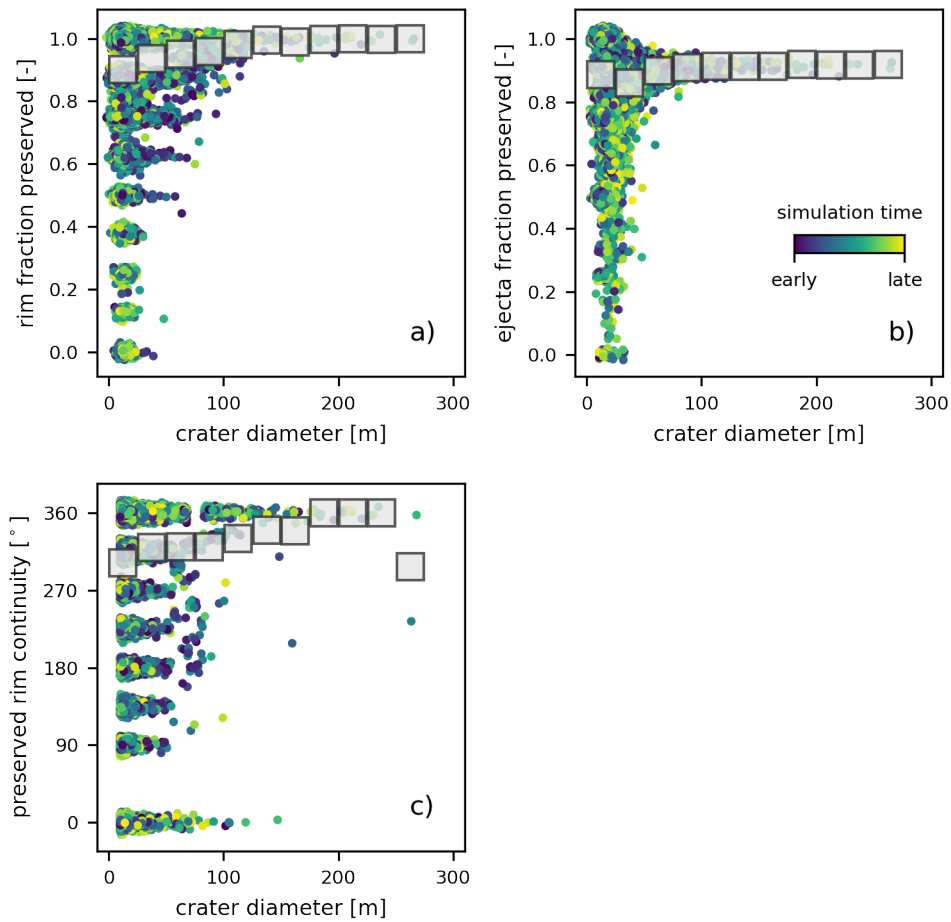 rim fraction preserved [-]
1.0
0.8
0.6
0.4
0.2
0.0
a)
0 100 200 300
crater diameter [m]
ejecta fraction preserved [-]
1.0
0.8
0.6
0.4
0.2
0.0
simulation time
early late
b)
0 100 200 300
crater diameter [m]
preserved rim continuity [°]
360
270
180
90
0
c)
0 100 200 300
crater diameter [m]